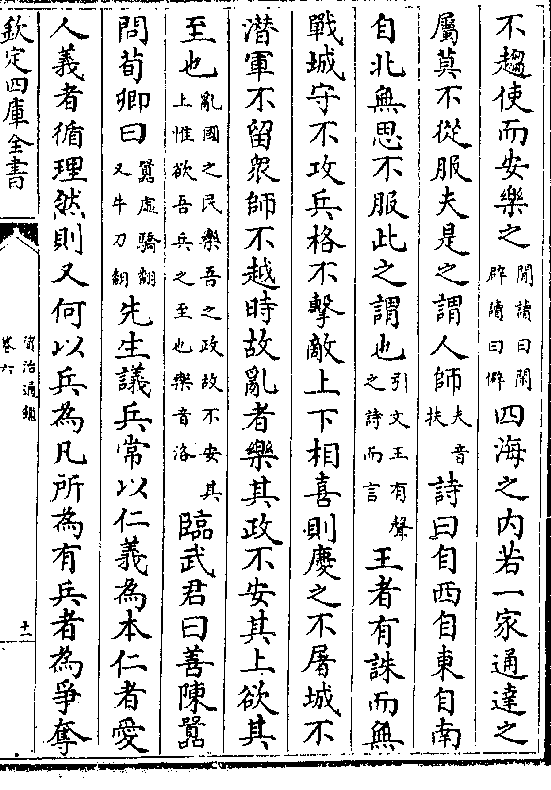 不趨使而安樂之閒讀曰閑辟讀曰僻四海之内若一家通達之
屬莫不從服夫是之謂人師夫音扶詩曰自西自東自南
自北無思不服此之謂也引文王有聲之詩而言王者有誅而無
戰城守不攻兵格不擊敵上下相喜則慶之不屠城不
潛軍不留衆師不越時故亂者樂其政不安其上欲其
至也亂國之民樂吾之政故不安其上惟欲吾兵之至也樂音洛臨武君曰善陳囂
問荀卿曰囂虚驕翻又牛刀翻先生議兵常以仁義為本仁者愛
人義者循理然則又何以兵為凡所為有兵者為爭奪
欽定四庫全書
資治通鑑
卷六
十一